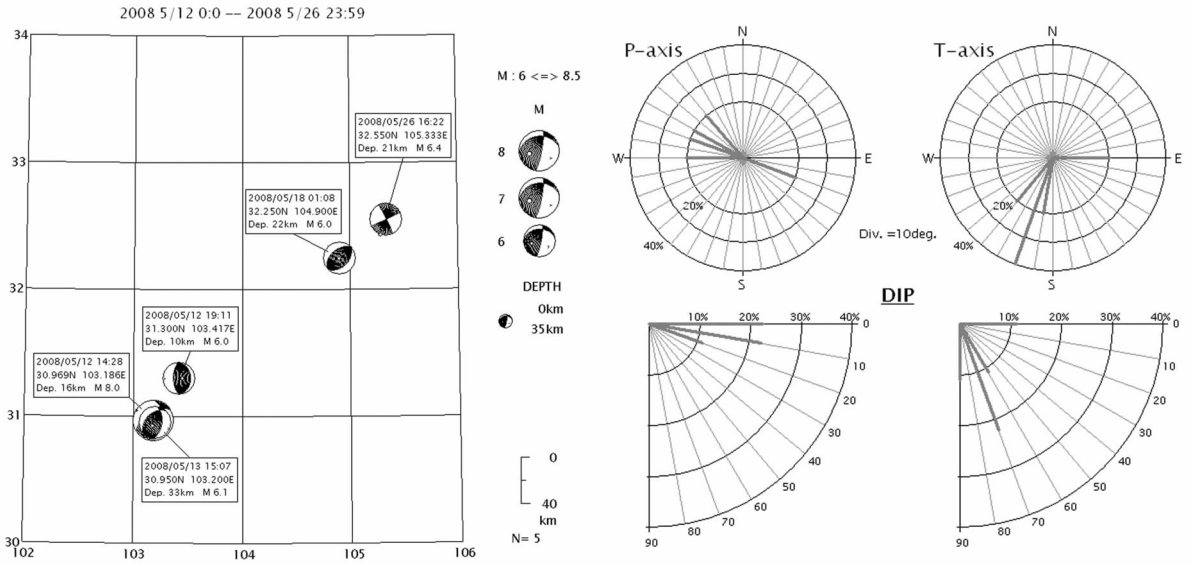 2008 5/12 0:0 -- 2008 5/26 23:59
34
33
32
31
30
102
103
104
105
106
2008/05/26 16:22
32.550N 105.333E
Dep. 21km M 6.4
2008/05/18 01:08
32.250N 104.900E
Dep. 22km M 6.0
2008/05/12 19:11
31.300N 103.417E
Dep. 10km M 6.0
2008/05/12 14:28
30.969N 103.186E
Dep. 16km M 8.0
2008/05/13 15:07
30.950N 103.200E
Dep. 33km M 6.1
M : 6 <=> 8.5
M
8
7
6
DEPTH
0km
35km
0
40
km
N= 5
P-axis
N
W
E
S
20%
40%
T-axis
N
W
E
S
20%
40%
Div. =10deg.
DIP
10% 20% 30% 40% 0
10
20
30
40
50
60
70
80
90
10% 20% 30% 40% 0
10
20
30
40
50
60
70
80
90